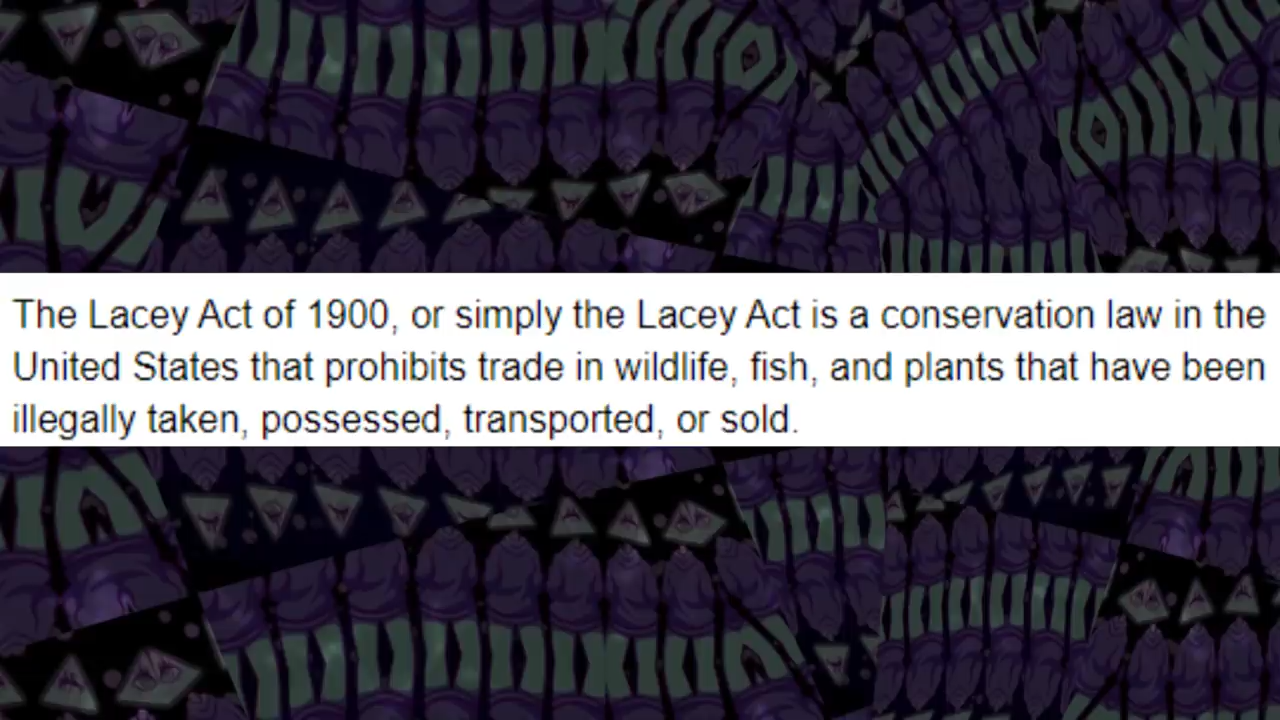 The Lacey Act of 1900, or simply the Lacey Act is a conservation law in the
United States that prohibits trade in wildlife, fish, and plants that have been
illegally taken, possessed, transported, or sold.